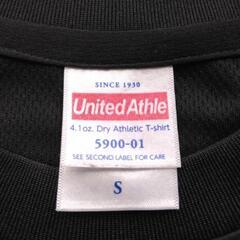 SINCE 1930
United Athle
4.1oz. Dry Athletic T-shirt
5900-01
SEE SECOND LABEL FOR CARE
S